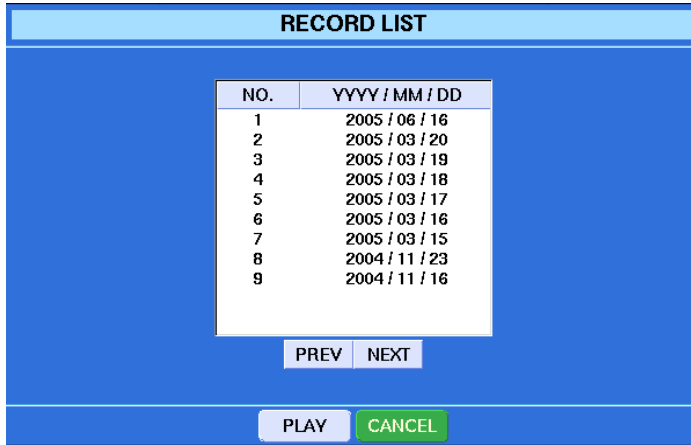 RECORD LIST
NO. YYYY / MM / DD
1 2005 / 06 / 16
2 2005 / 03 / 20
3 2005 / 03 / 19
4 2005 / 03 / 18
5 2005 / 03 / 17
6 2005 / 03 / 16
7 2005 / 03 / 15
8 2004 / 11 / 23
9 2004 / 11 / 16
PREV NEXT
PLAY CANCEL